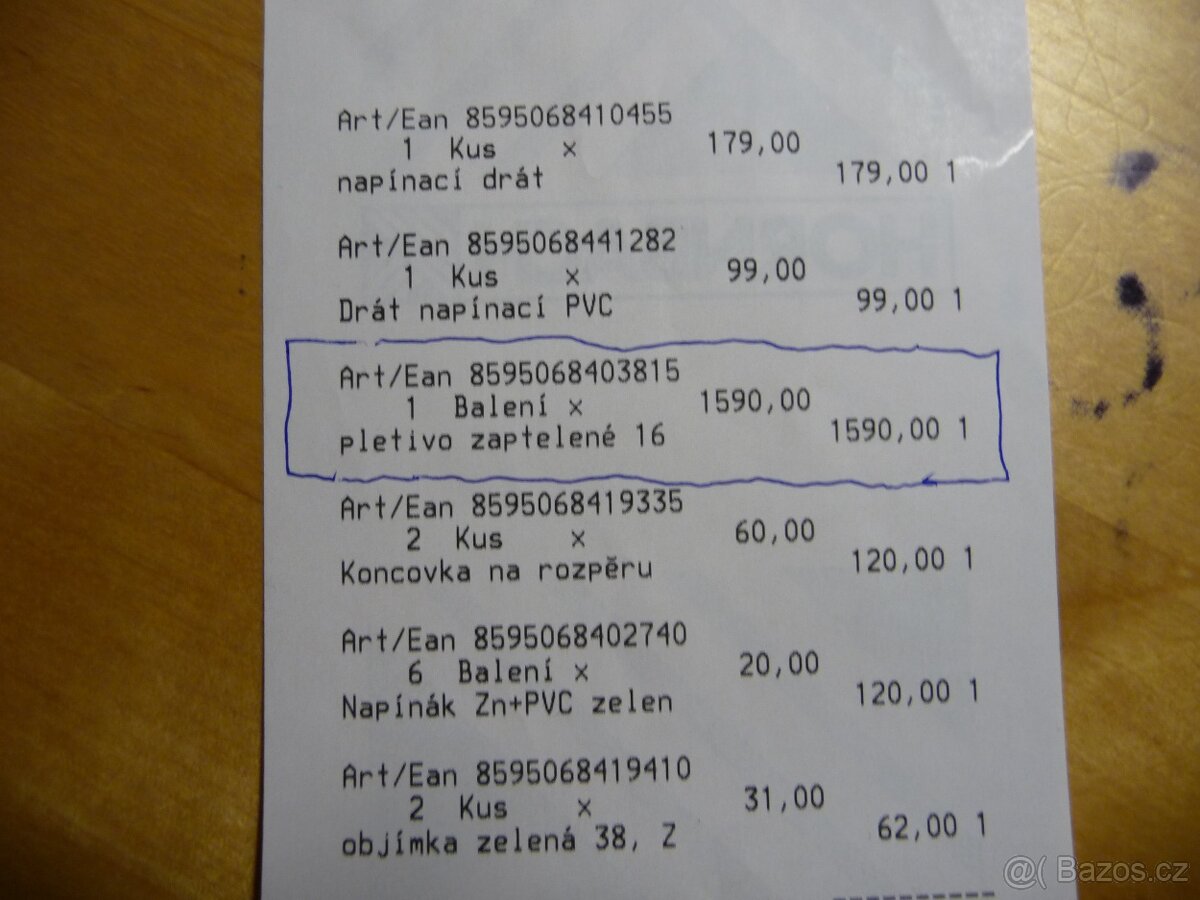 Art/Ean 8595068410455
1 Kus x 179,00
napínací drát 179,00 1
Art/Ean 8595068441282
1 Kus x 99,00
Drát napínací PVC 99,00 1
Art/Ean 8595068403815
1 Balení x 1590,00
pletivo zaptelené 16 1590,00 1
Art/Ean 8595068419335
2 Kus x 60,00
Koncovka na rozpěru 120,00 1
Art/Ean 8595068402740
6 Balení x 20,00
Napínák Zn+PVC zelen 120,00 1
Art/Ean 8595068419410
2 Kus x 31,00
objímka zelená 38, Z 62,00 1
@( Bazos.cz